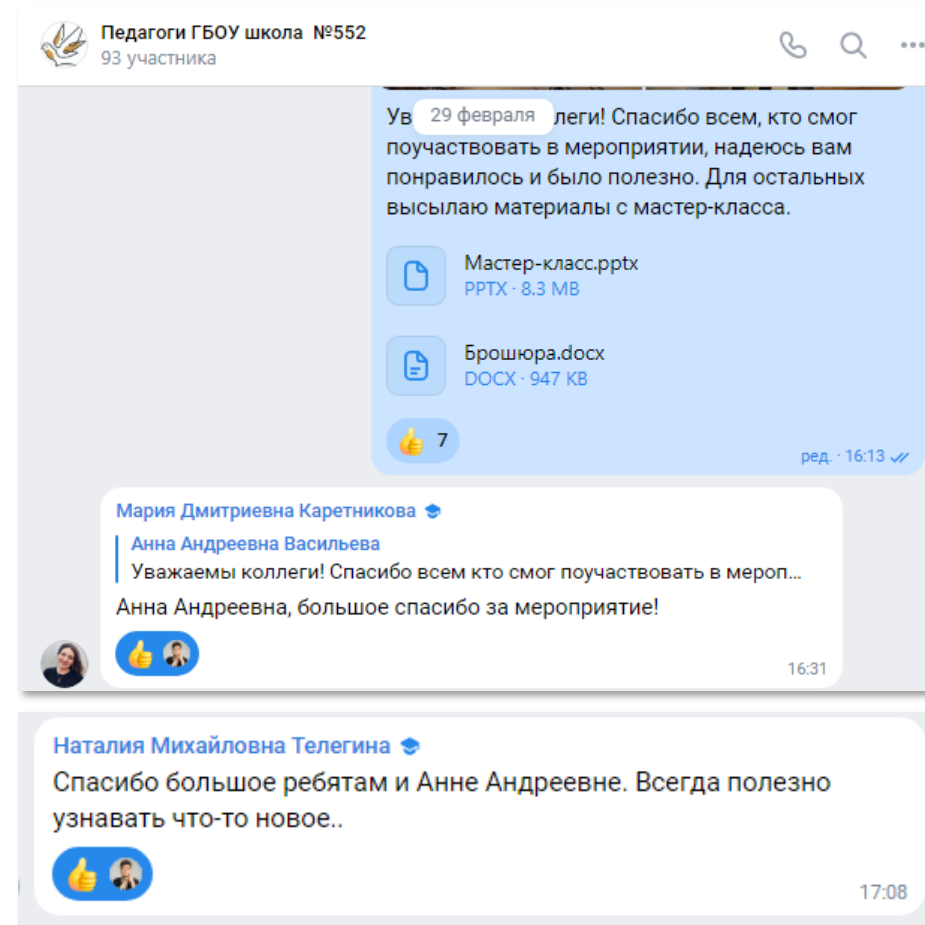 Педагоги ГБОУ школа №552
93 участника
29 февраля
Ув леги! Спасибо всем, кто смог
поучаствовать в мероприятии, надеюсь вам
понравилось и было полезно. Для остальных
высылаю материалы с мастер-класса.
Мастер-класс.pptx
PPTX · 8.3 MB
Брошюра.docx
DOCX · 947 KB
7
ред. · 16:13
Мария Дмитриевна Каретникова
Анна Андреевна Васильева
Уважаемы коллеги! Спасибо всем кто смог поучаствовать в мероп...
Анна Андреевна, большое спасибо за мероприятие!
16:31
Наталия Михайловна Телегина
Спасибо большое ребятам и Анне Андреевне. Всегда полезно
узнавать что-то новое..
17:08